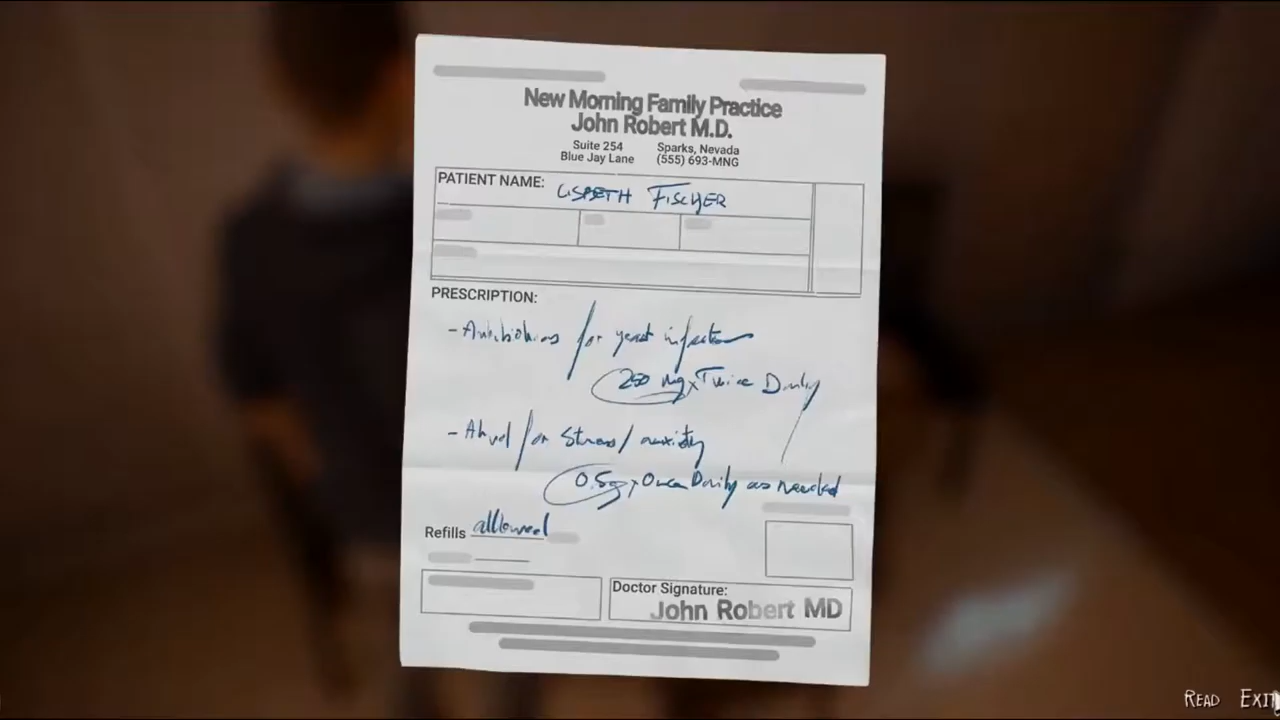 New Morning Family Practice
John Robert M.D.
Suite 254 Sparks, Nevada
Blue Jay Lane (555) 693-MNG
PATIENT NAME: LISBETH FISCHER
PRESCRIPTION:
- Antibiotics for yeast infection
250 mg x Twice Daily
- for Stress/anxiety
0.5g, Once Daily as needed
Refills alllowed
Doctor Signature:
John Robert MD
READ EXIT